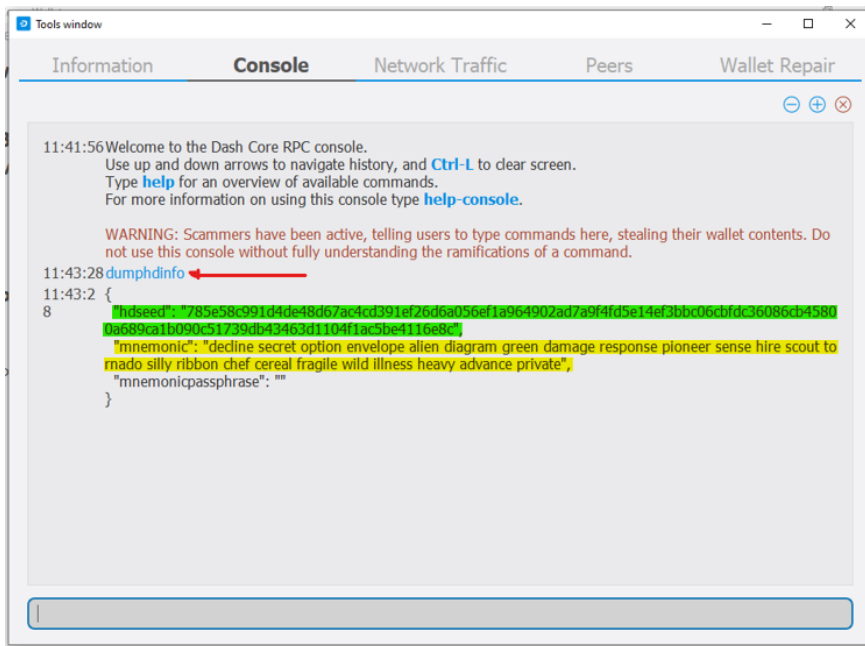 Tools window
Information Console Network Traffic Peers Wallet Repair
11:41:56 Welcome to the Dash Core RPC console.
Use up and down arrows to navigate history, and Ctrl-L to clear screen.
Type help for an overview of available commands.
For more information on using this console type help-console.
WARNING: Scammers have been active, telling users to type commands here, stealing their wallet contents. Do
not use this console without fully understanding the ramifications of a command.
11:43:28 dumphdinfo
11:43:2 {
8 "hdseed": "785e58c991d4de48d67ac4cd391ef26d6a056ef1a964902ad7a9f4fd5e14ef3bbc06cbfdc36086cb4580
0a689ca1b090c51739db43463d1104f1ac5be4116e8c",
"mnemonic": "decline secret option envelope alien diagram green damage response pioneer sense hire scout to
rnado silly ribbon chef cereal fragile wild illness heavy advance private",
"mnemonicpassphrase": ""
}